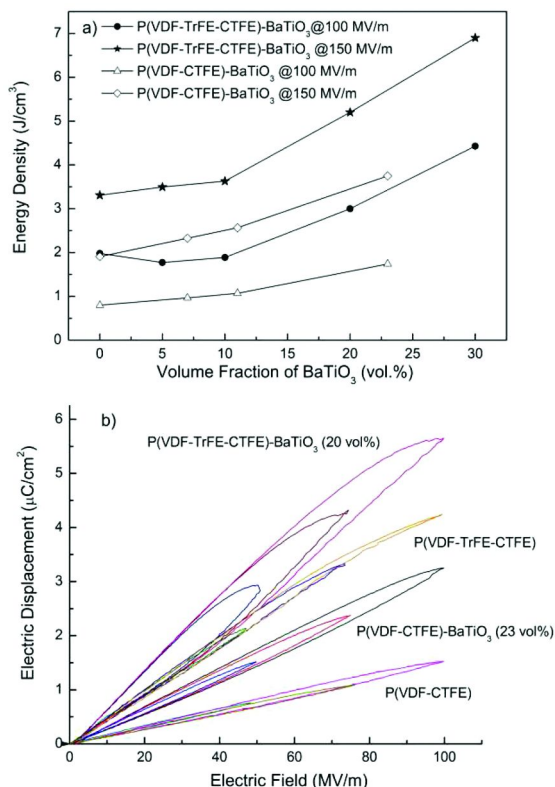 a)
P(VDF-TrFE-CTFE)-BaTiO₃@100 MV/m
P(VDF-TrFE-CTFE)-BaTiO₃ @150 MV/m
P(VDF-CTFE)-BaTiO₃ @100 MV/m
P(VDF-CTFE)-BaTiO₃ @150 MV/m
Energy Density (J/cm³)
7
6
5
4
3
2
1
0
0 5 10 15 20 25 30
Volume Fraction of BaTiO₃ (vol.%)
b)
P(VDF-TrFE-CTFE)-BaTiO₃ (20 vol%)
P(VDF-TrFE-CTFE)
P(VDF-CTFE)-BaTiO₃ (23 vol%)
P(VDF-CTFE)
Electric Displacement (μC/cm²)
6
5
4
3
2
1
0
0 20 40 60 80 100
Electric Field (MV/m)